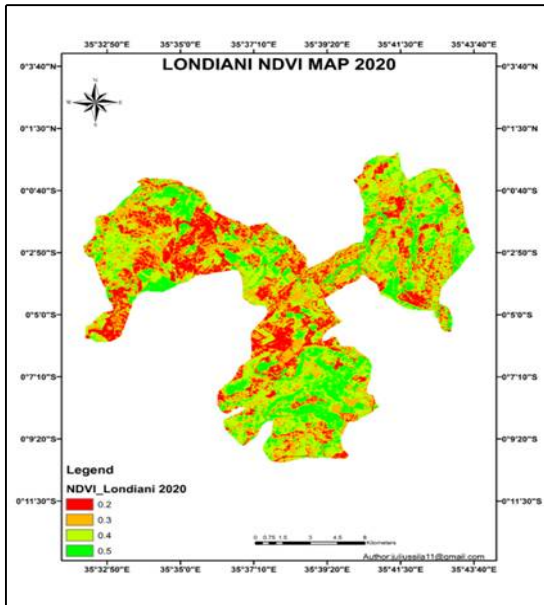 35°32'50"E 35°35'0"E 35°37'10"E 35°39'20"E 35°41'30"E 35°43'40"E
LONDIANI NDVI MAP 2020
0°3'40"N 0°3'40"N
0°1'30"N 0°1'30"N
0°0'40"S 0°0'40"S
0°2'50"S 0°2'50"S
0°5'0"S 0°5'0"S
0°7'10"S 0°7'10"S
0°9'20"S 0°9'20"S
0°11'30"S 0°11'30"S
N
W E
S
Legend
NDVI_Londiani 2020
0.2
0.3
0.4
0.5
0 0.75 1.5 3 4.5 6
Kilometers
Author:juliussila11@gmail.com
35°32'50"E 35°35'0"E 35°37'10"E 35°39'20"E 35°41'30"E 35°43'40"E